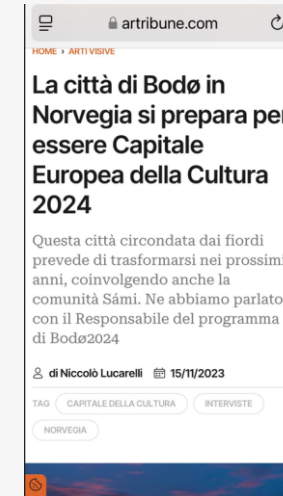 artribune.com
HOME › ARTI VISIVE
La città di Bodø in
Norvegia si prepara per
essere Capitale
Europea della Cultura
2024
Questa città circondata dai fiordi
prevede di trasformarsi nei prossimi
anni, coinvolgendo anche la
comunità Sámi. Ne abbiamo parlato
con il Responsabile del programma
di Bodø2024
di Niccolò Lucarelli 15/11/2023
TAG CAPITALE DELLA CULTURA INTERVISTE
NORVEGIA